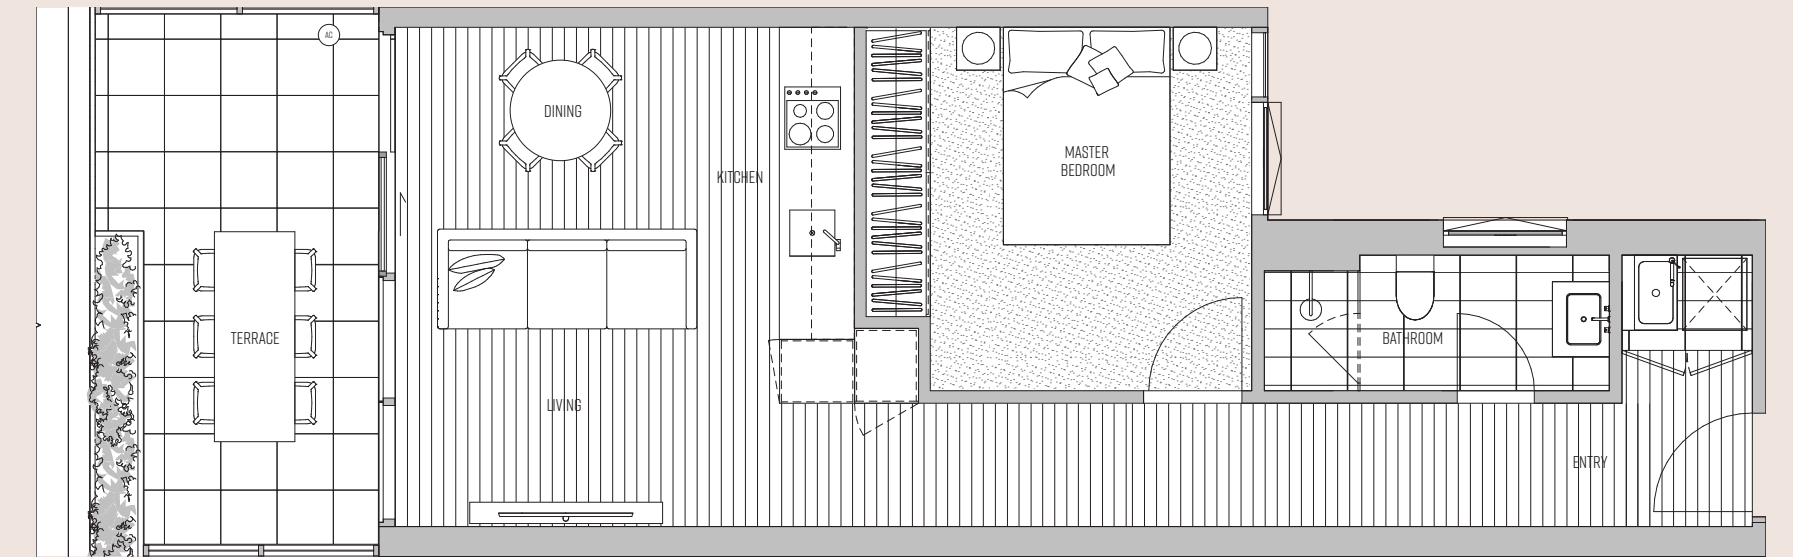 AC
DINING
KITCHEN
MASTER
BEDROOM
TERRACE
BATHROOM
LIVING
ENTRY